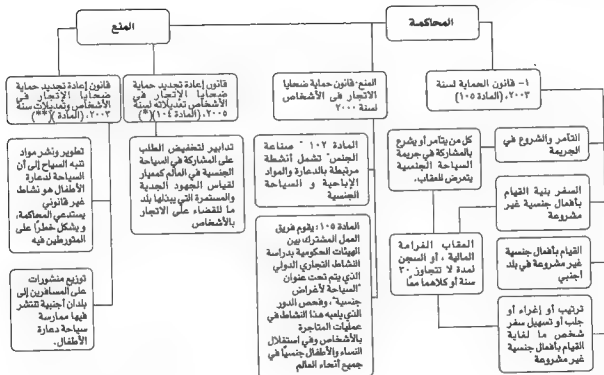 المحاكمة
المنع
١- قانون الحماية لسنة
٢٠٠٣، (المادة ١٠٥)
التآمر والشروع في
الجريمة
السفر بنية القيام
بأفعال جنسية غير
مشروعة
القيام بأفعال جنسية
غير مشروعة في بلد
أجنبي
ترتيب أو إغراء أو
جلب أو تسهيل سفر
شخص ما لغاية
القيام بأفعال جنسية
غير مشروعة
كل من يتآمر أو يشرع
بالمشاركة في جريمة
السياحة الجنسية
يتعرض للعقاب.
العقاب الغرامة
المالية ، أو السجن
لمدة لا تتجاوز ٣٠
سنة أو كلاهما معًا
المنع: قانون حماية ضحايا
الاتجار في الأشخاص
لسنة ٢٠٠٠
المادة ١٠٢ " صناعة
الجنس" تشمل أنشطة
مرتبطة بالدعارة والمواد
الإباحية و السياحة
الجنسية
المادة ١٠٥: يقوم فريق
العمل المشترك بين
الهيئات الحكومية بدراسة
النشاط التجاري الدولي
الذي يتم تحت عنوان
"السياحة لأغراض
جنسية"، وفحص الدور
الذي يلعبه هذا النشاط في
عمليات المتاجرة
بالأشخاص وفي استغلال
النساء والأطفال جنسيًا في
جميع أنحاء العالم
قانون إعادة تجديد حماية
ضحايا الإتجار في
الأشخاص تعديلاته لسنة
٢٠٠٥، (المادة ١٠٤)(*)
تدابير لتخفيض الطلب
على المشاركة في السياحة
الجنسية في العالم كمعيار
لقياس الجهود الجدية
والمستمرة التي يبذلها بلد
ما للقضاء على الاتجار
بالأشخاص
قانون إعادة تجديد حماية
ضحايا الإتجار في
الأشخاص وتعديلات سنة
٢٠٠٣، (المادة )(**)
تطوير ونشر مواد
تنبه السياح إلى أن
السياحة لدعارة
الأطفال هو نشاط
غير قانوني
يستدعي المحاكمة،
و يشكل خطرًا على
المتورطين فيه
توزيع منشورات
على المسافرين إلى
بلدان أجنبية تنتشر
فيها ممارسة
سياحة دعارة
الأطفال.